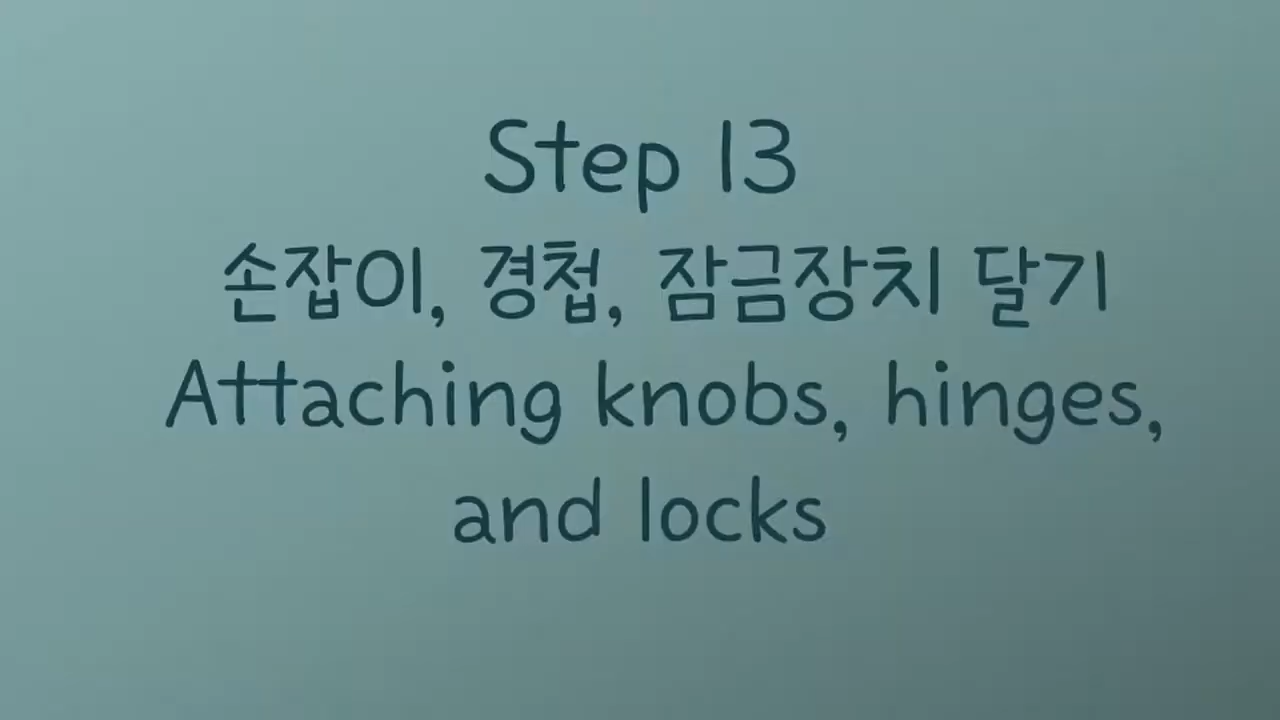 Step 13
손잡이, 경첩, 잠금장치 달기
Attaching knobs, hinges,
and locks